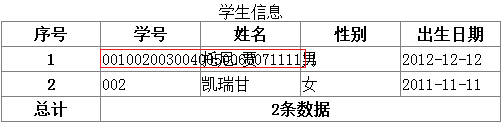 学生信息
序号 学号 姓名 性别 出生日期
1 男 2012-12-12
2 002 凯瑞甘 女 2011-11-11
总计 2条数据